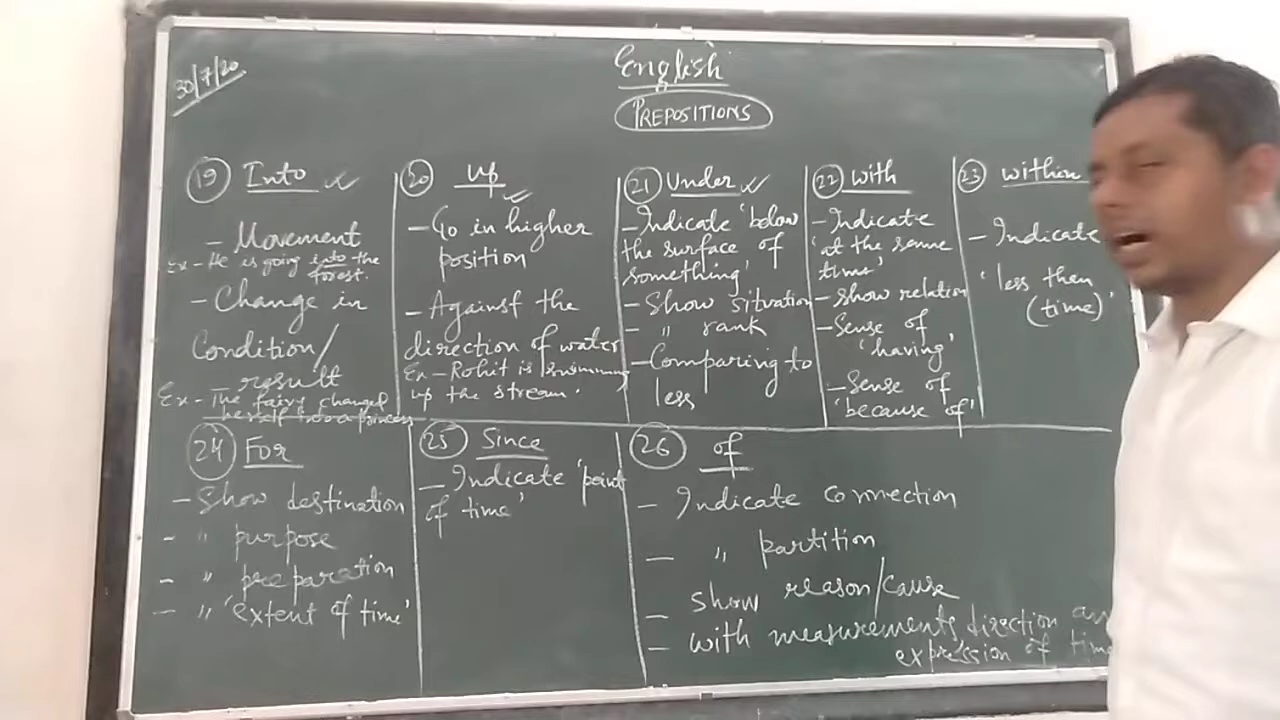 30/7/20
English
PREPOSITIONS
19 Into
- Movement
Ex - He is going into the
forest.
- Change in
Condition/
- result
Ex - The fairy changed
herself into a princess
20 up
- Go in higher
position
- Against the
direction of water
Ex - Rohit is swimming
up the stream.
21 Under
- Indicate 'below
the surface of
something'
- Show situation
- " rank
- Comparing to
less
22 with
- Indicate
'at the same
time'
- show relation
- Sense of
'having'
- Sense of
'because of'
23 within
- Indicate
'less then
(time)'
24 For
- Show destination
- " purpose
- " preparation
- " 'extent of time'
25 Since
- Indicate 'point
of time'
26 of
- Indicate connection
- " partition
- show reason/cause
- with measurements, direction an
expression of time